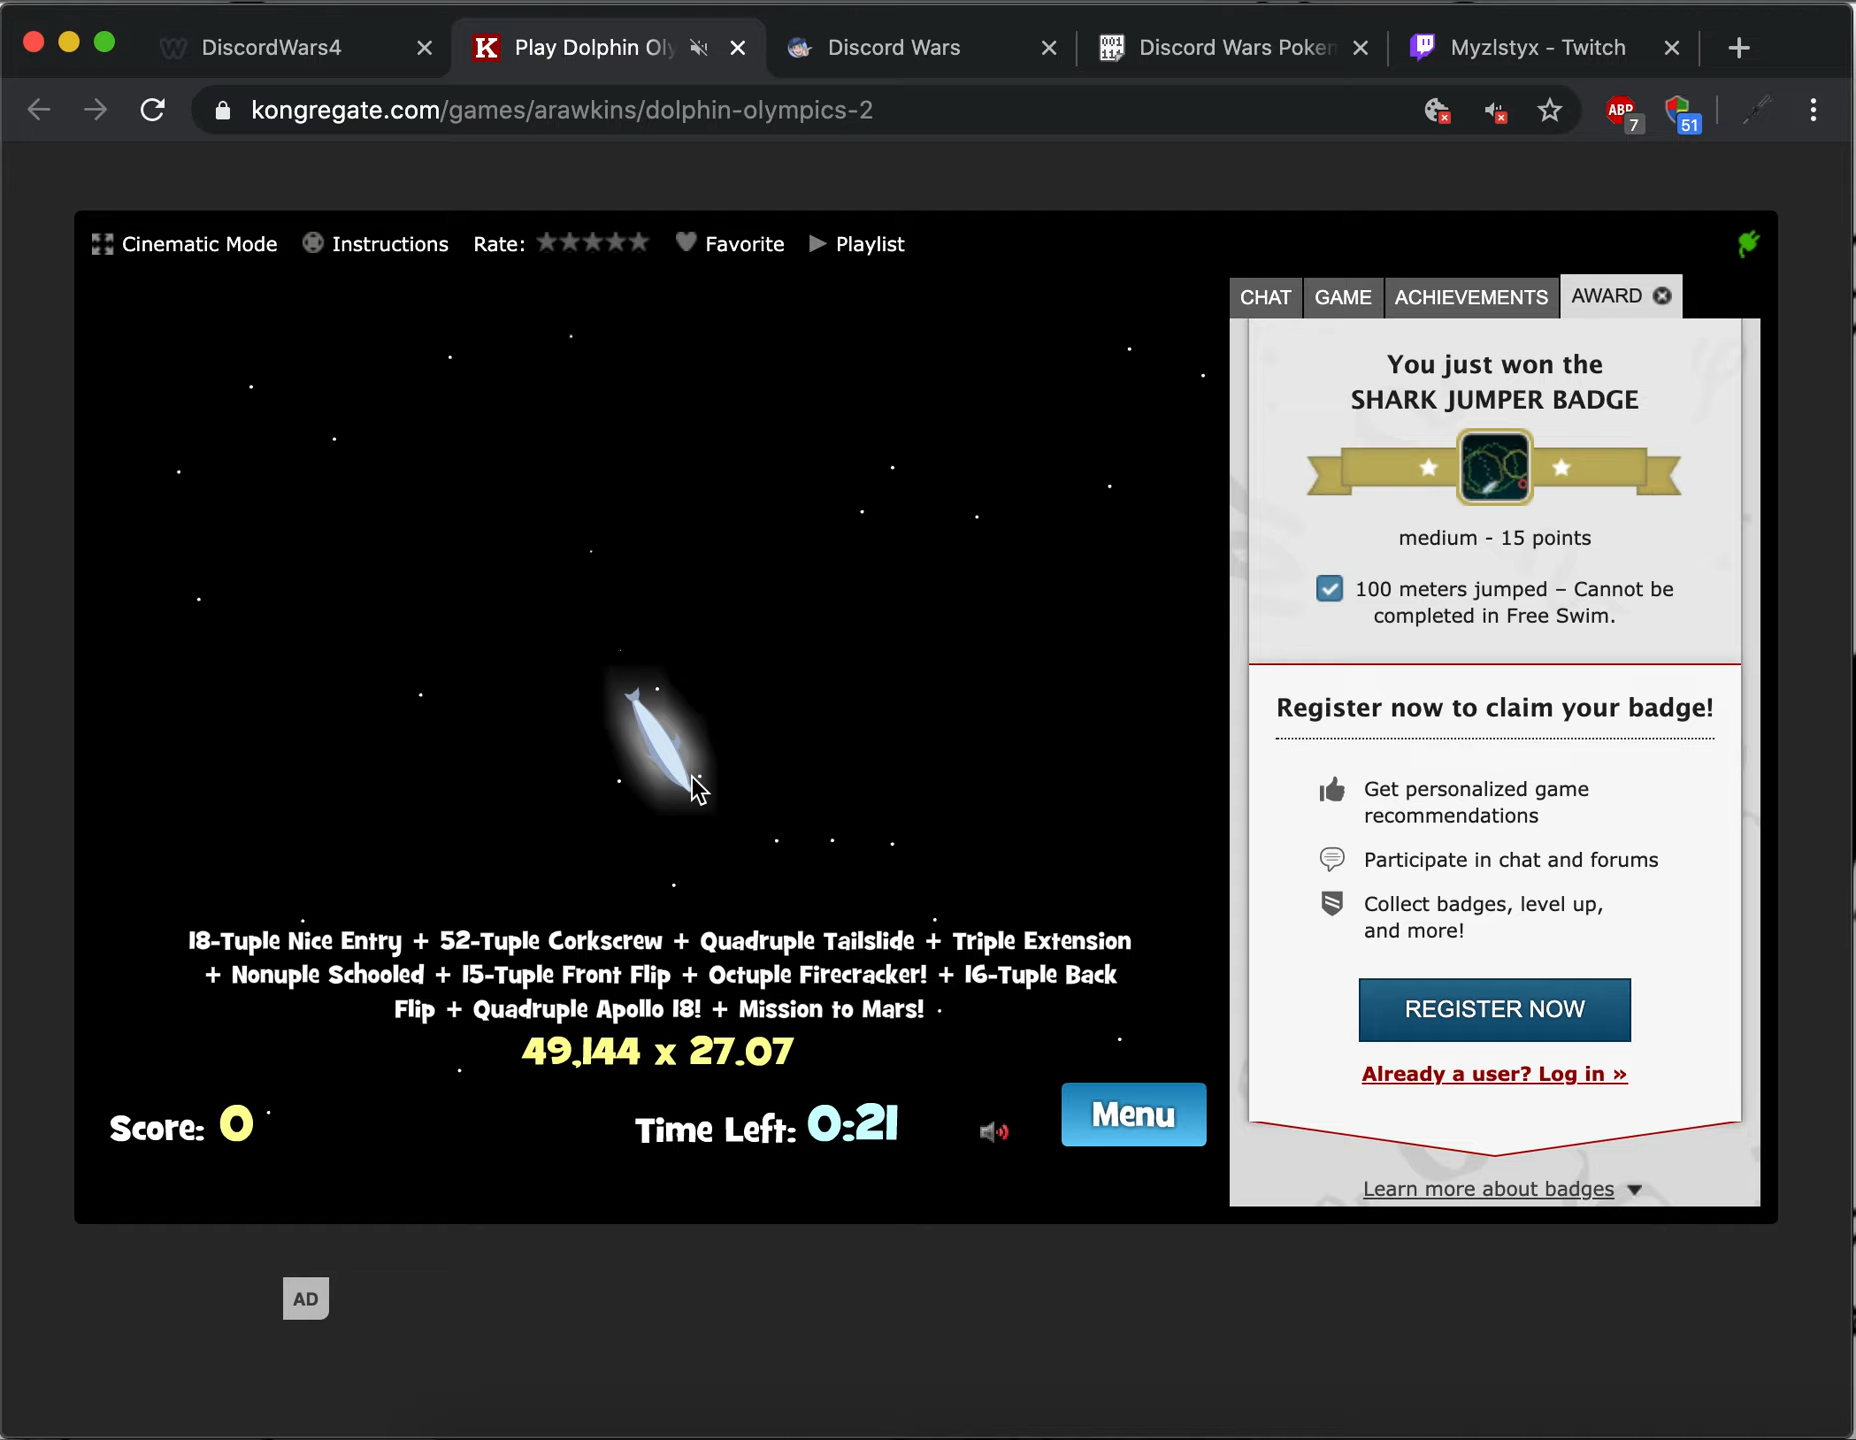 DiscordWars4
Play Dolphin Oly
Discord Wars
Discord Wars Poker
Myzlstyx - Twitch
kongregate.com/games/arawkins/dolphin-olympics-2
ABP
7
51
Cinematic Mode
Instructions
Rate:
Favorite
Playlist
CHAT
GAME
ACHIEVEMENTS
AWARD
You just won the
SHARK JUMPER BADGE
medium - 15 points
100 meters jumped – Cannot be
completed in Free Swim.
Register now to claim your badge!
Get personalized game
recommendations
Participate in chat and forums
Collect badges, level up,
and more!
REGISTER NOW
Already a user? Log in »
Learn more about badges ▼
18-Tuple Nice Entry + 52-Tuple Corkscrew + Quadruple Tailslide + Triple Extension
+ Nonuple Schooled + 15-Tuple Front Flip + Octuple Firecracker! + 16-Tuple Back
Flip + Quadruple Apollo 18! + Mission to Mars!
49,144 x 27.07
Score: 0
Time Left: 0:21
Menu
AD